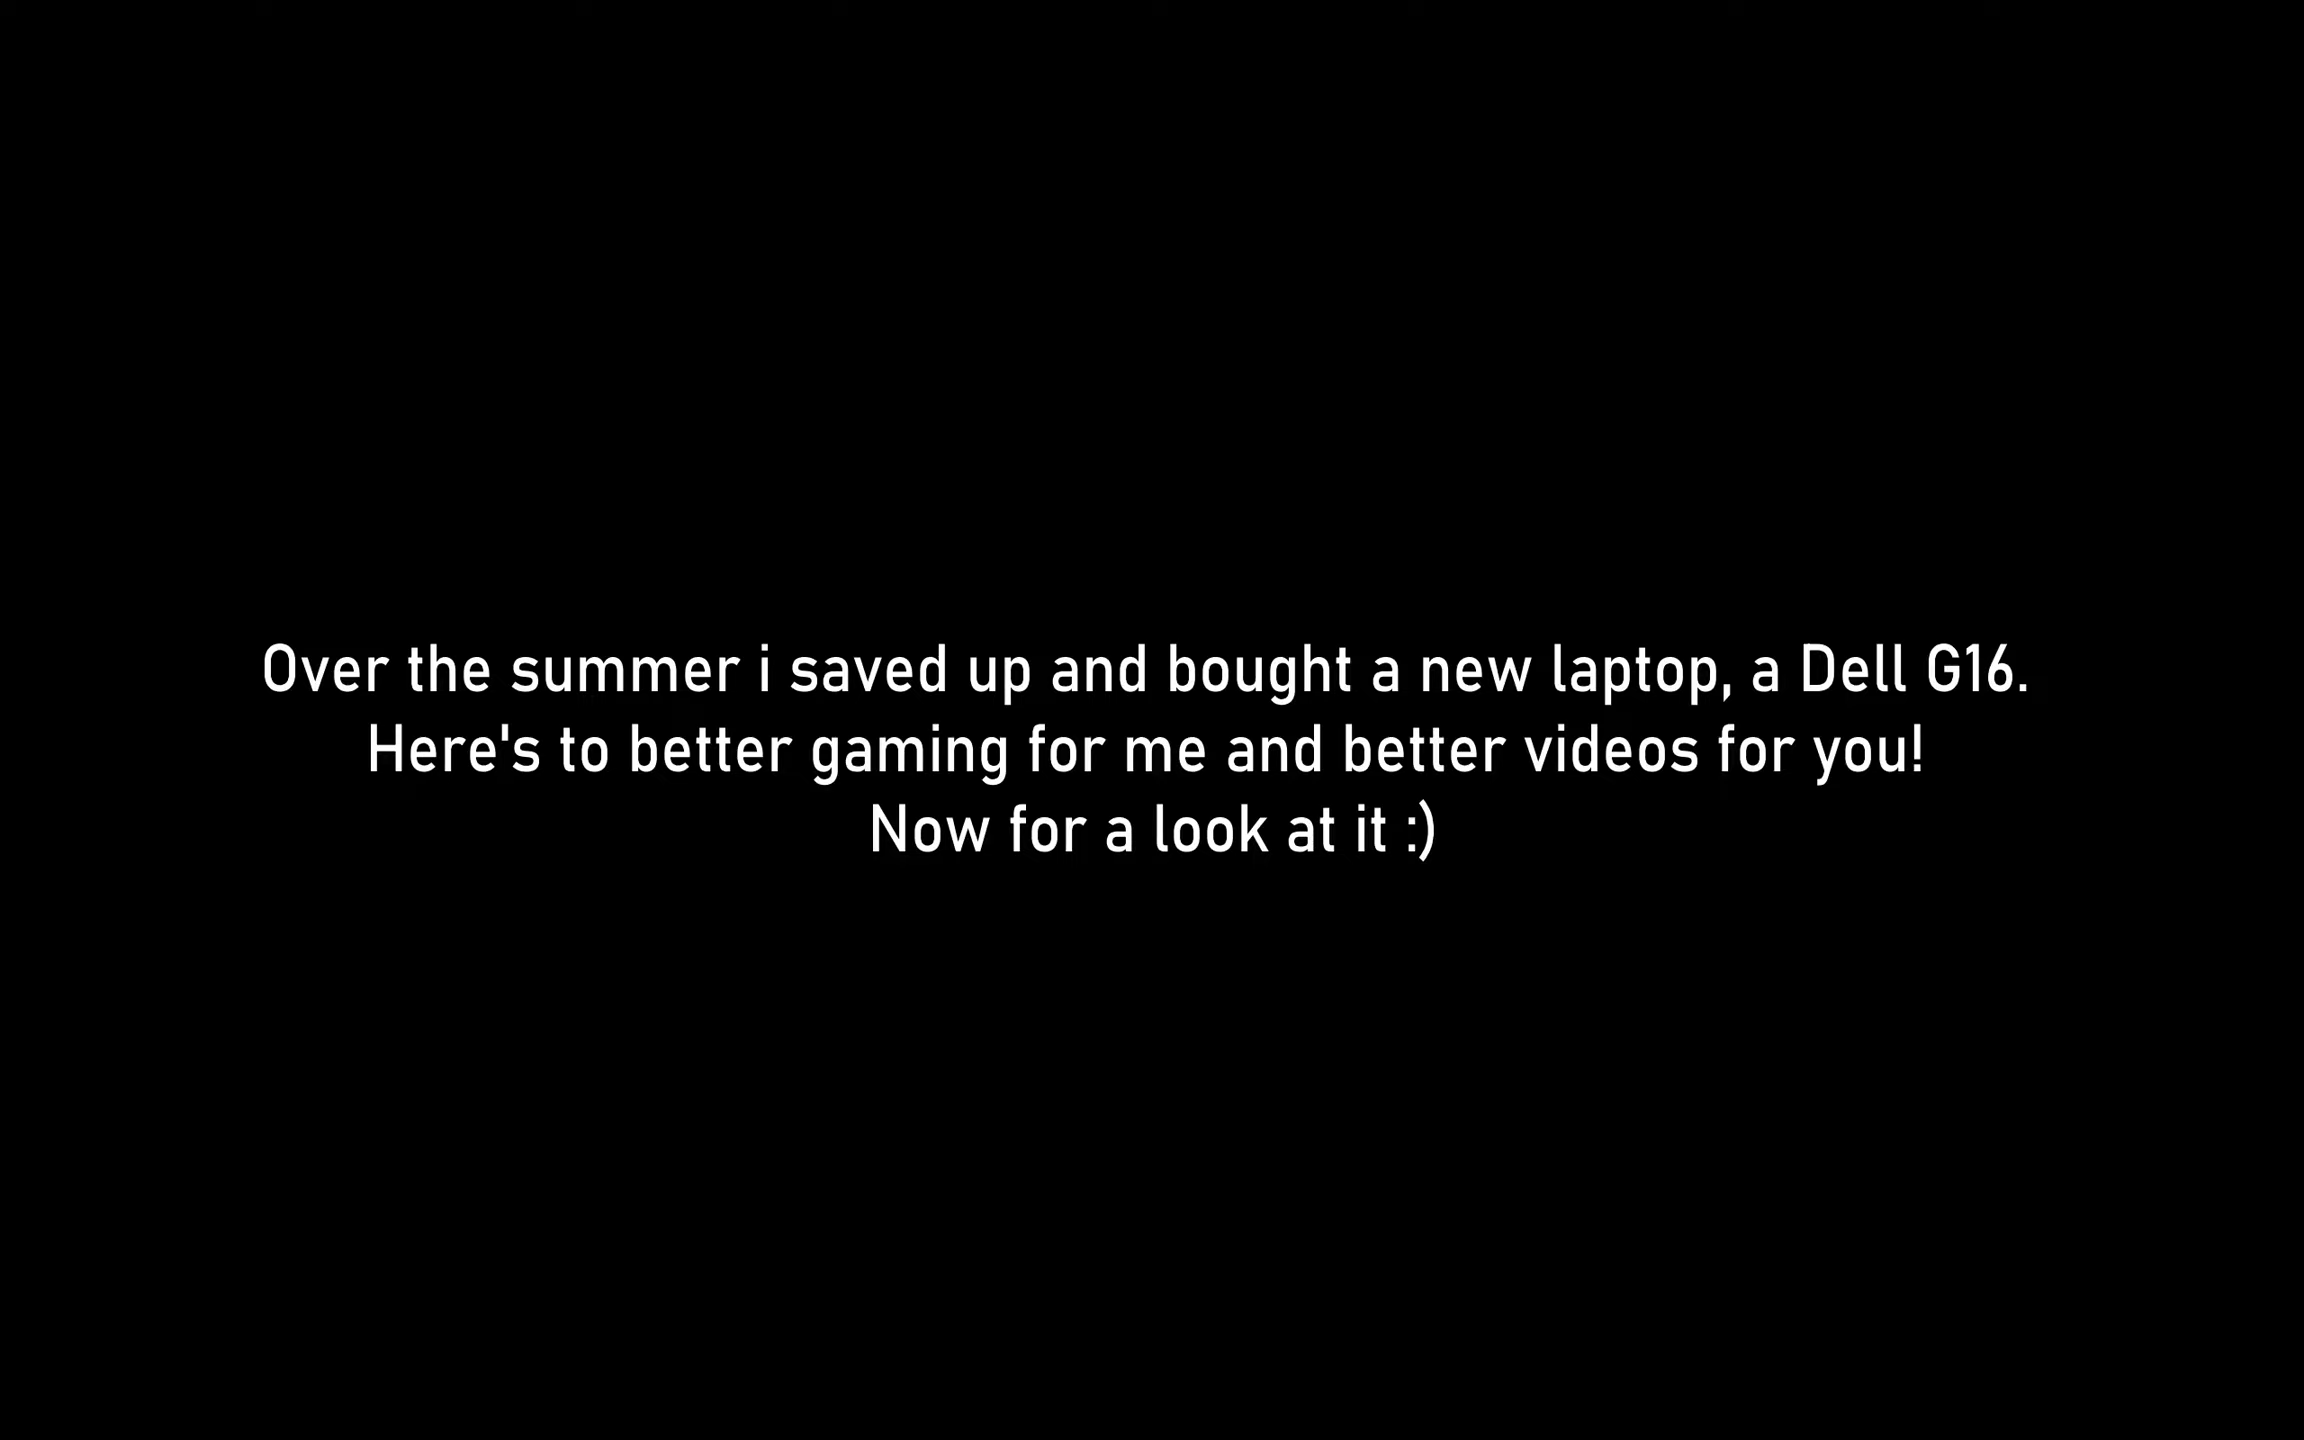 Over the summer i saved up and bought a new laptop, a Dell G16.
Here's to better gaming for me and better videos for you!
Now for a look at it :)